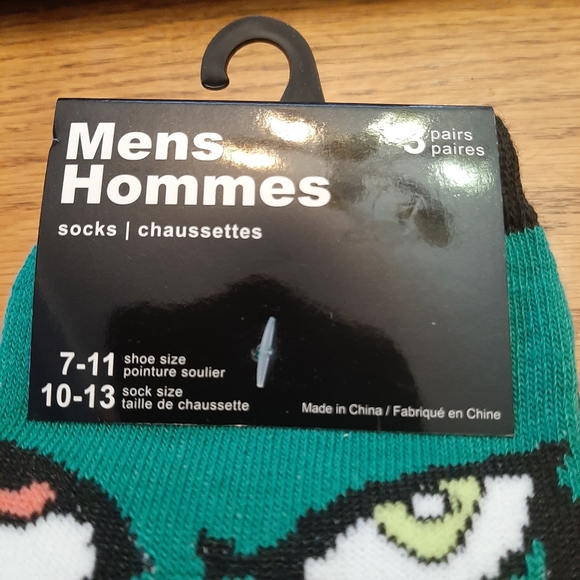 Mens
Hommes
socks | chaussettes
pairs
paires
7-11 shoe size
pointure soulier
10-13 sock size
taille de chaussette
Made in China / Fabriqué en Chine